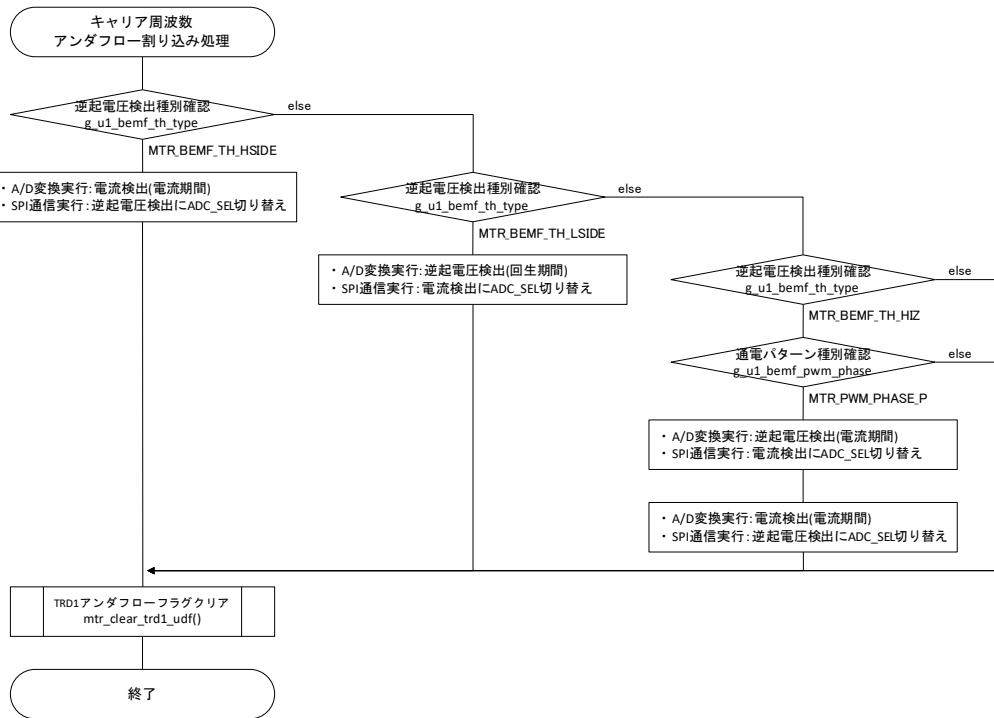 キャリア周波数
アンダフロー割り込み処理
逆起電圧検出種別確認
g_u1_bemf_th_type
else
MTR_BEMF_TH_HSIDE
・A/D変換実行：電流検出(電流期間)
・SPI通信実行：逆起電圧検出にADC_SEL切り替え
逆起電圧検出種別確認
g_u1_bemf_th_type
else
MTR_BEMF_TH_LSIDE
・A/D変換実行：逆起電圧検出(回生期間)
・SPI通信実行：電流検出にADC_SEL切り替え
逆起電圧検出種別確認
g_u1_bemf_th_type
else
MTR_BEMF_TH_HIZ
通電パターン種別確認
g_u1_bemf_pwm_phase
else
MTR_PWM_PHASE_P
・A/D変換実行：逆起電圧検出(電流期間)
・SPI通信実行：電流検出にADC_SEL切り替え
・A/D変換実行：電流検出(電流期間)
・SPI通信実行：逆起電圧検出にADC_SEL切り替え
TRD1アンダフローフラグクリア
mtr_clear_trd1_udf()
終了